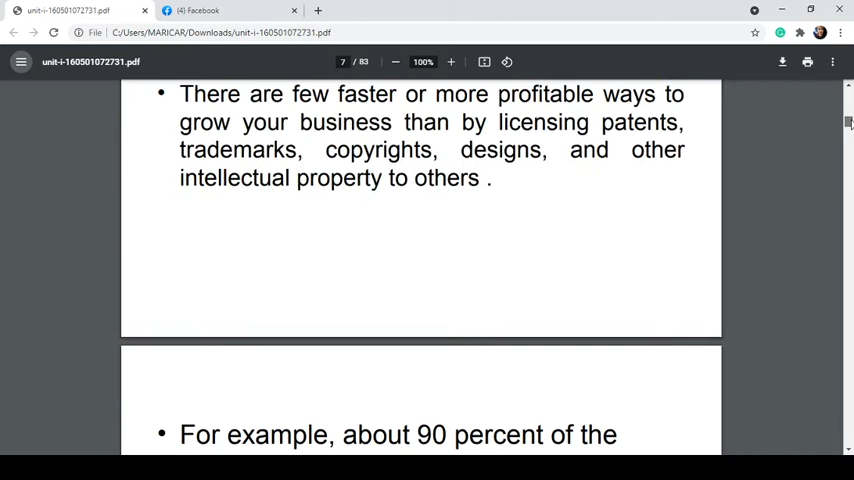 unit-i-160501072731.pdf
(4) Facebook
File
C:/Users/MARICAR/Downloads/unit-i-160501072731.pdf
unit-i-160501072731.pdf
7 / 83
100%
• There are few faster or more profitable ways to
grow your business than by licensing patents,
trademarks, copyrights, designs, and other
intellectual property to others .
• For example, about 90 percent of the